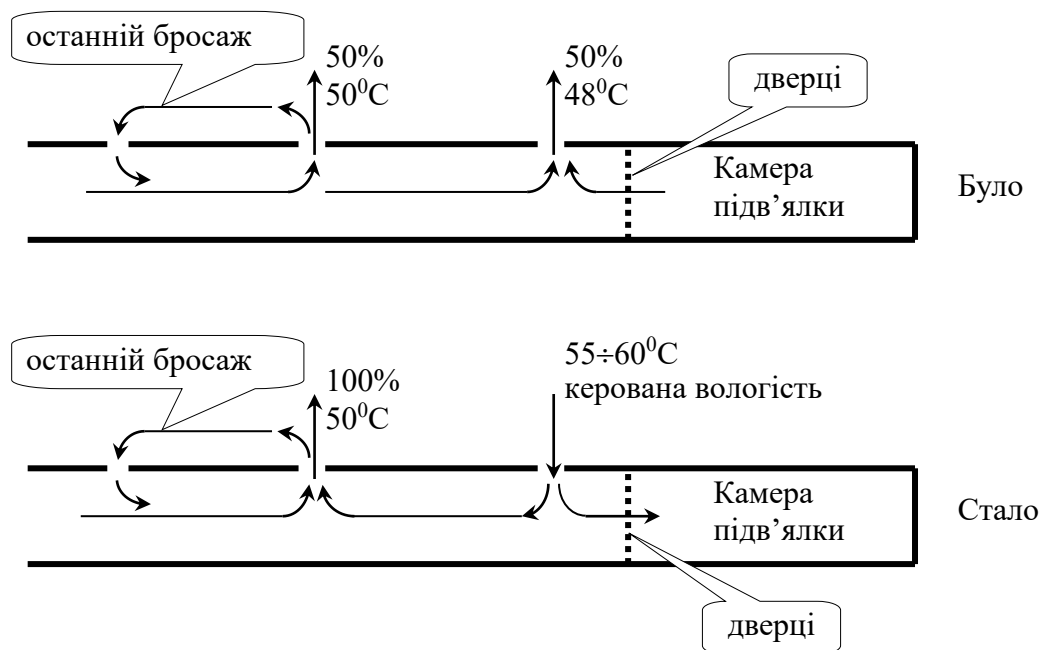 останній бросаж
50%
50⁰С
50%
48⁰С
дверці
Камера
підв’ялки
Було
останній бросаж
100%
50⁰С
55÷60⁰С
керована вологість
Камера
підв’ялки
Стало
дверці